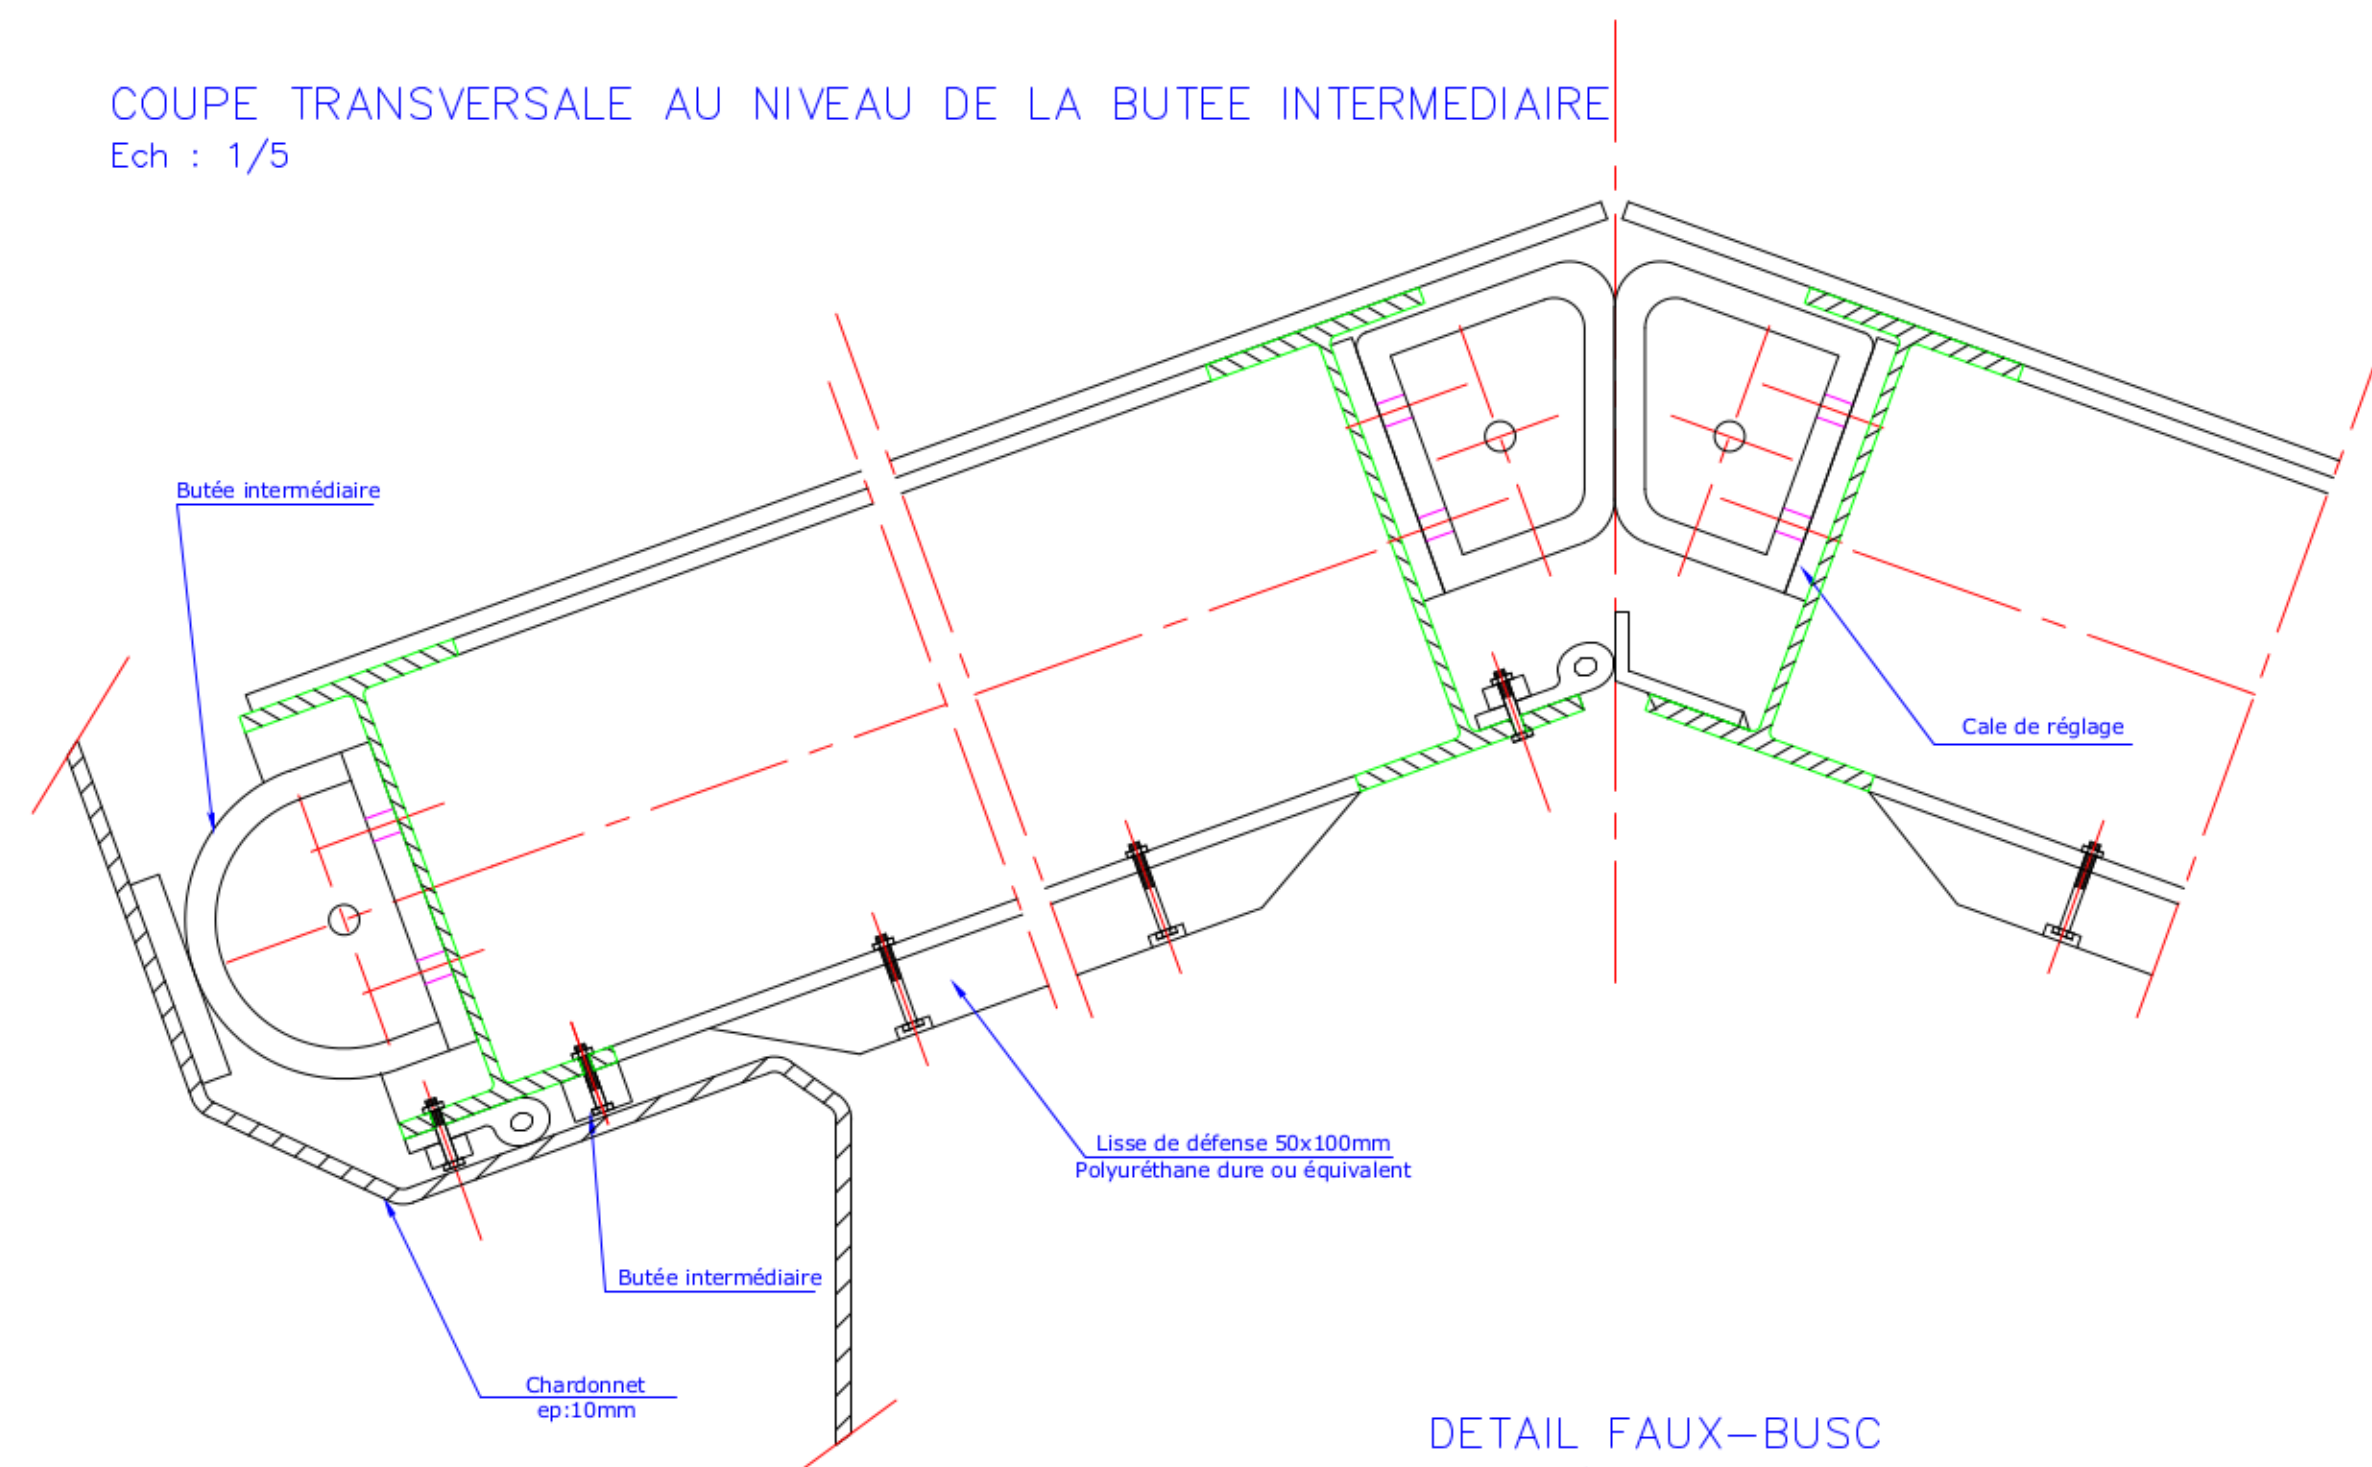 COUPE TRANSVERSALE AU NIVEAU DE LA BUTEE INTERMEDIAIRE
Ech : 1/5
Butée intermédiaire
Cale de réglage
Lisse de défense 50x100mm
Polyuréthane dure ou équivalent
Butée intermédiaire
Chardonnet
ep:10mm
DETAIL FAUX-BUSC